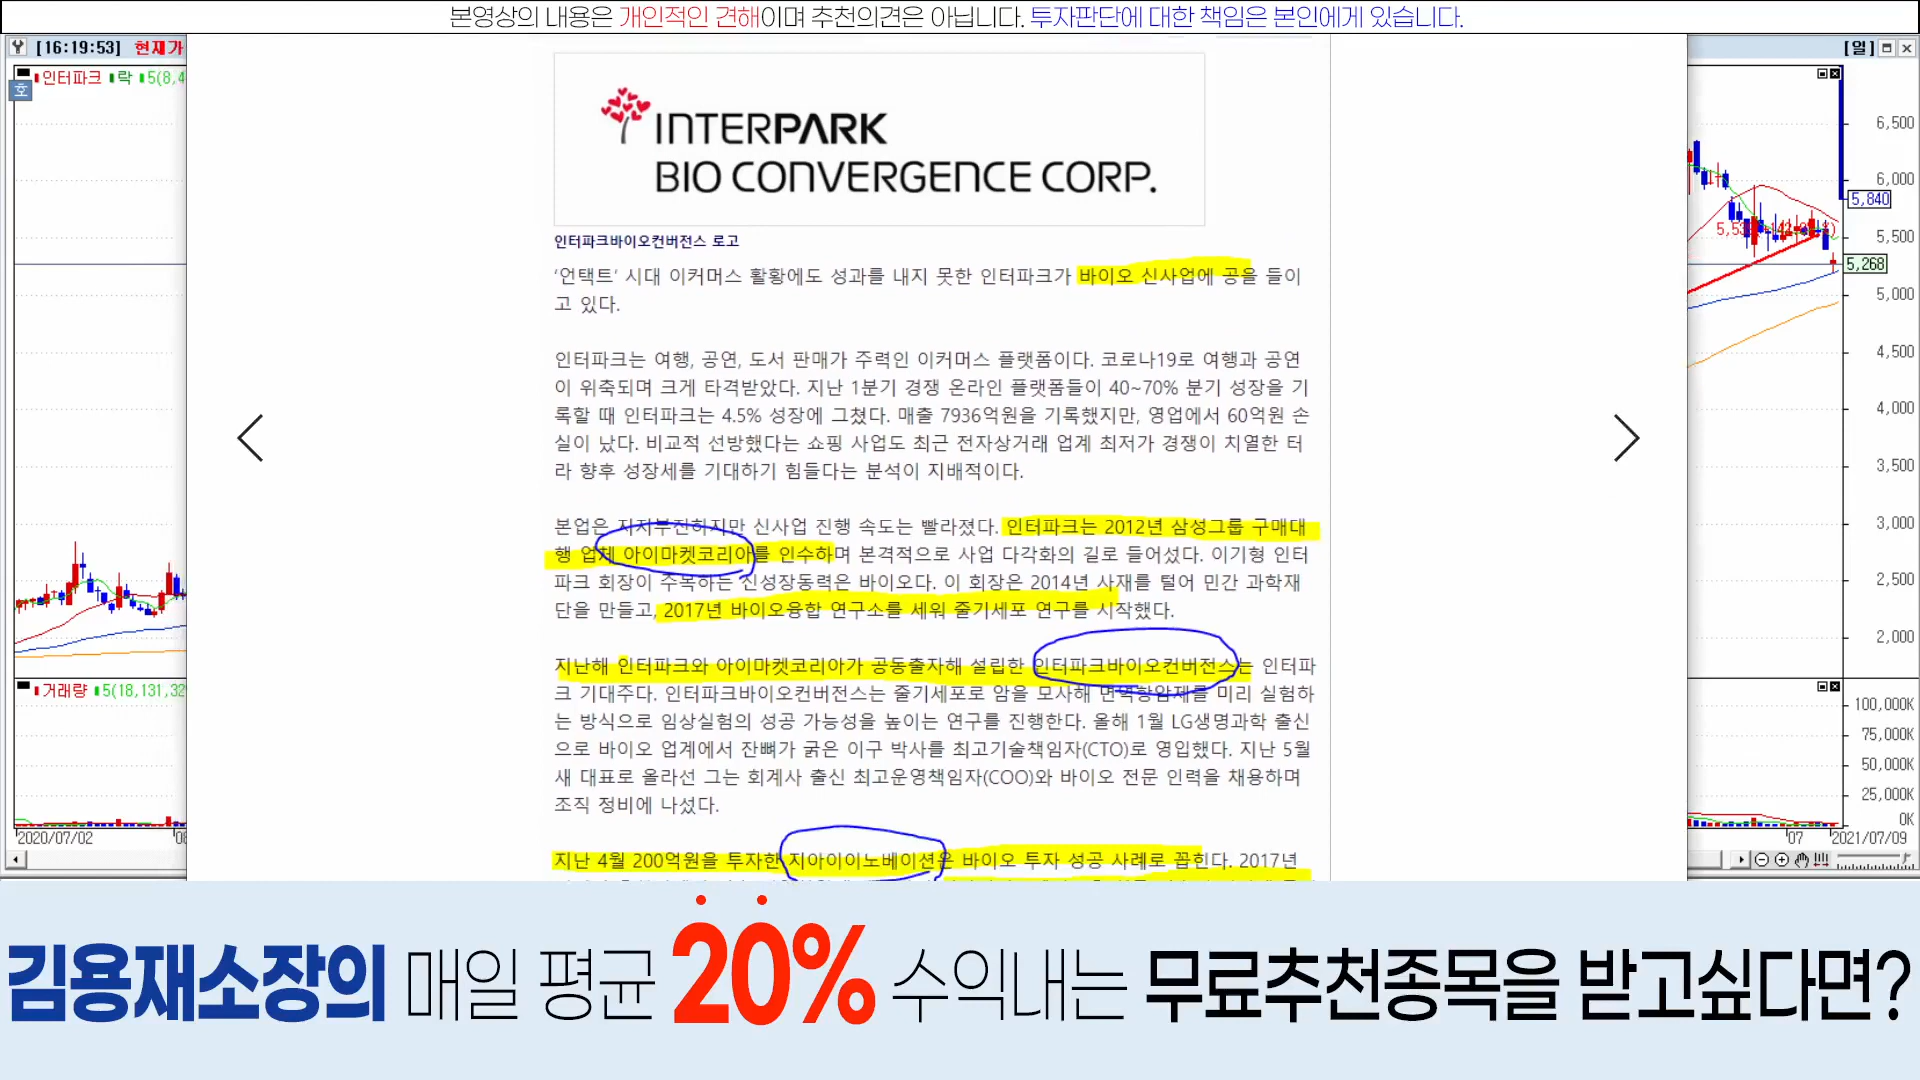 본영상의 내용은 개인적인 견해이며 추천의견은 아닙니다. 투자판단에 대한 책임은 본인에게 있습니다.
[16:19:53] 현재가
[일]
인터파크 락 5(8,4
호
INTERPARK
BIO CONVERGENCE CORP.
인터파크바이오컨버전스 로고
‘언택트’ 시대 이커머스 활황에도 성과를 내지 못한 인터파크가 바이오 신사업에 공을 들이
고 있다.
인터파크는 여행, 공연, 도서 판매가 주력인 이커머스 플랫폼이다. 코로나19로 여행과 공연
이 위축되며 크게 타격받았다. 지난 1분기 경쟁 온라인 플랫폼들이 40~70% 분기 성장을 기
록할 때 인터파크는 4.5% 성장에 그쳤다. 매출 7936억원을 기록했지만, 영업에서 60억원 손
실이 났다. 비교적 선방했다는 쇼핑 사업도 최근 전자상거래 업계 최저가 경쟁이 치열한 터
라 향후 성장세를 기대하기 힘들다는 분석이 지배적이다.
본업은 지지부진하지만 신사업 진행 속도는 빨라졌다. 인터파크는 2012년 삼성그룹 구매대
행 업체 아이마켓코리아를 인수하며 본격적으로 사업 다각화의 길로 들어섰다. 이기형 인터
파크 회장이 주목하는 신성장동력은 바이오다. 이 회장은 2014년 사재를 털어 민간 과학재
단을 만들고, 2017년 바이오융합 연구소를 세워 줄기세포 연구를 시작했다.
지난해 인터파크와 아이마켓코리아가 공동출자해 설립한 인터파크바이오컨버전스는 인터파
크 기대주다. 인터파크바이오컨버전스는 줄기세포로 암을 모사해 면역항암제를 미리 실험하
는 방식으로 임상실험의 성공 가능성을 높이는 연구를 진행한다. 올해 1월 LG생명과학 출신
으로 바이오 업계에서 잔뼈가 굵은 이구 박사를 최고기술책임자(CTO)로 영입했다. 지난 5월
새 대표로 올라선 그는 회계사 출신 최고운영책임자(COO)와 바이오 전문 인력을 채용하며
조직 정비에 나섰다.
지난 4월 200억원을 투자한 지아이이노베이션은 바이오 투자 성공 사례로 꼽힌다. 2017년
6,500
6,000
5,840
5,500
5,268
5,000
4,500
4,000
3,500
3,000
2,500
2,000
거래량 5(18,131,32
100,000K
75,000K
50,000K
25,000K
0K
2020/07/02
07
2021/07/09
김용재소장의 매일 평균 20% 수익내는 무료추천종목을 받고싶다면?